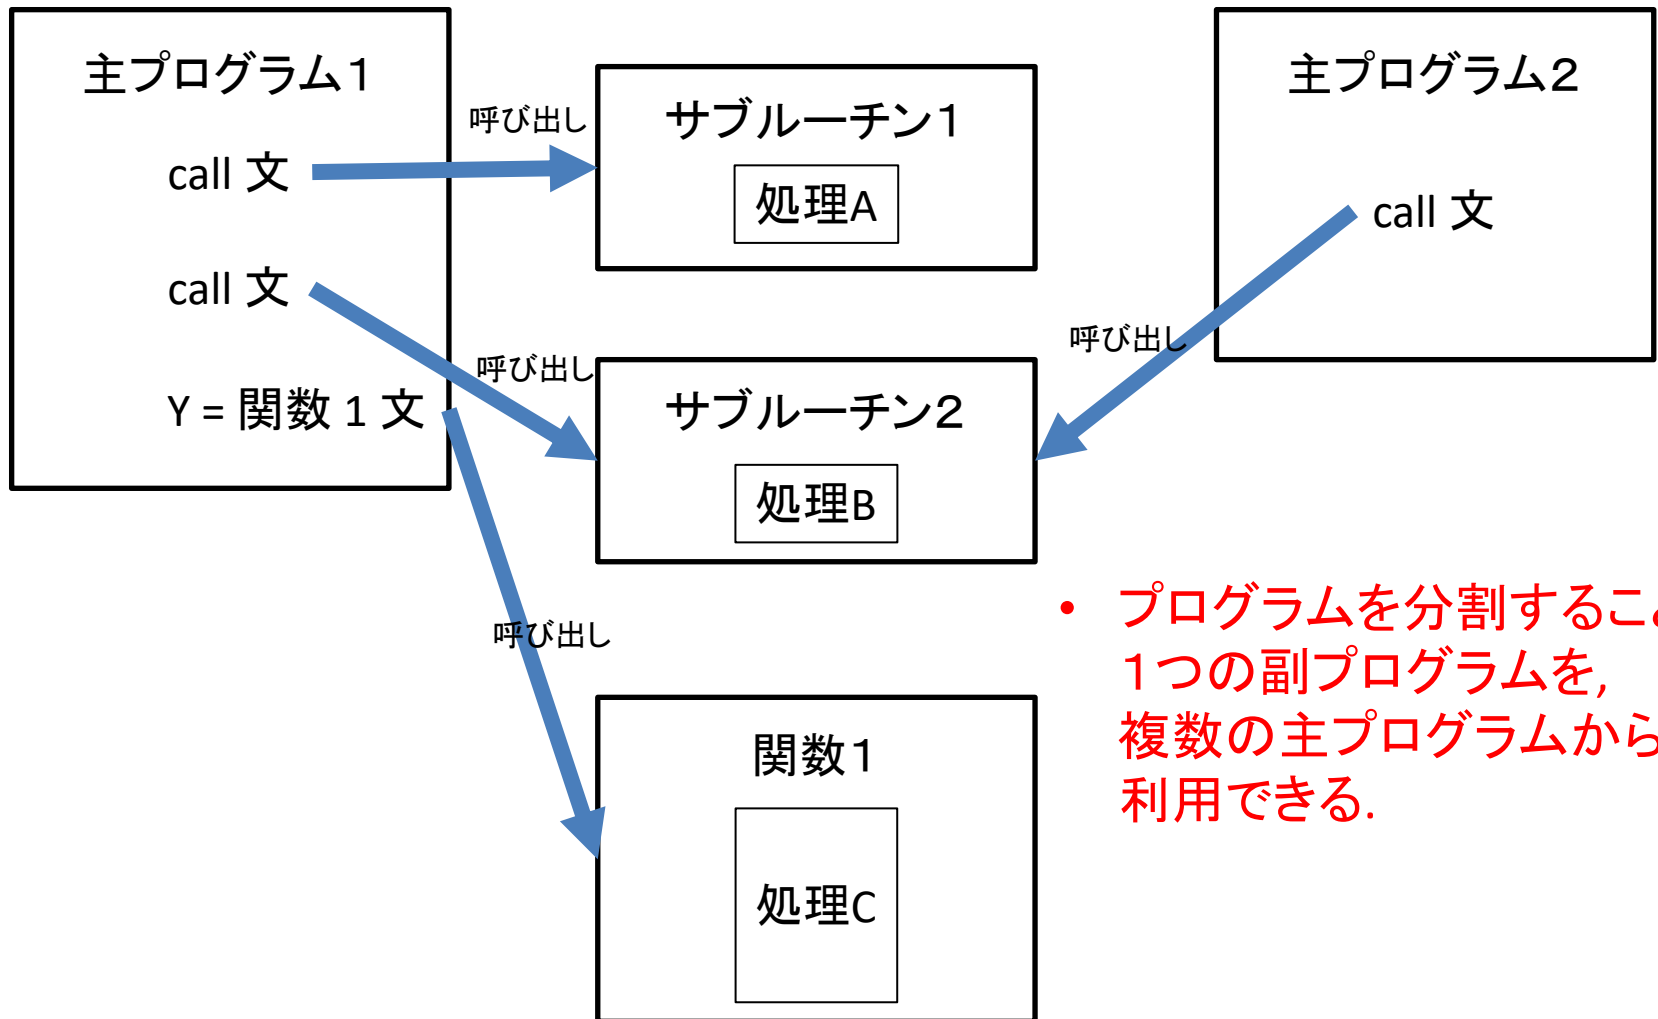 主プログラム1
call 文
call 文
Y = 関数 1 文
呼び出し
サブルーチン1
処理A
呼び出し
サブルーチン2
処理B
呼び出し
関数1
処理C
主プログラム2
call 文
呼び出し
• プログラムを分割すること
1つの副プログラムを,
複数の主プログラムから
利用できる.